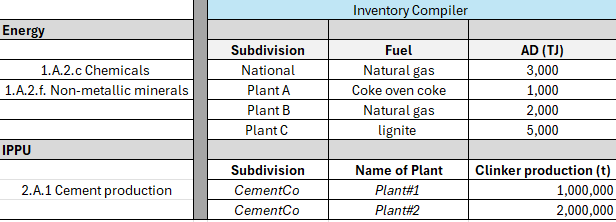 Inventory Compiler
Energy
Subdivision Fuel AD (TJ)
1.A.2.c Chemicals National Natural gas 3,000
1.A.2.f. Non-metallic minerals Plant A Coke oven coke 1,000
Plant B Natural gas 2,000
Plant C lignite 5,000
IPPU
Subdivision Name of Plant Clinker production (t)
2.A.1 Cement production CementCo Plant#1 1,000,000
CementCo Plant#2 2,000,000